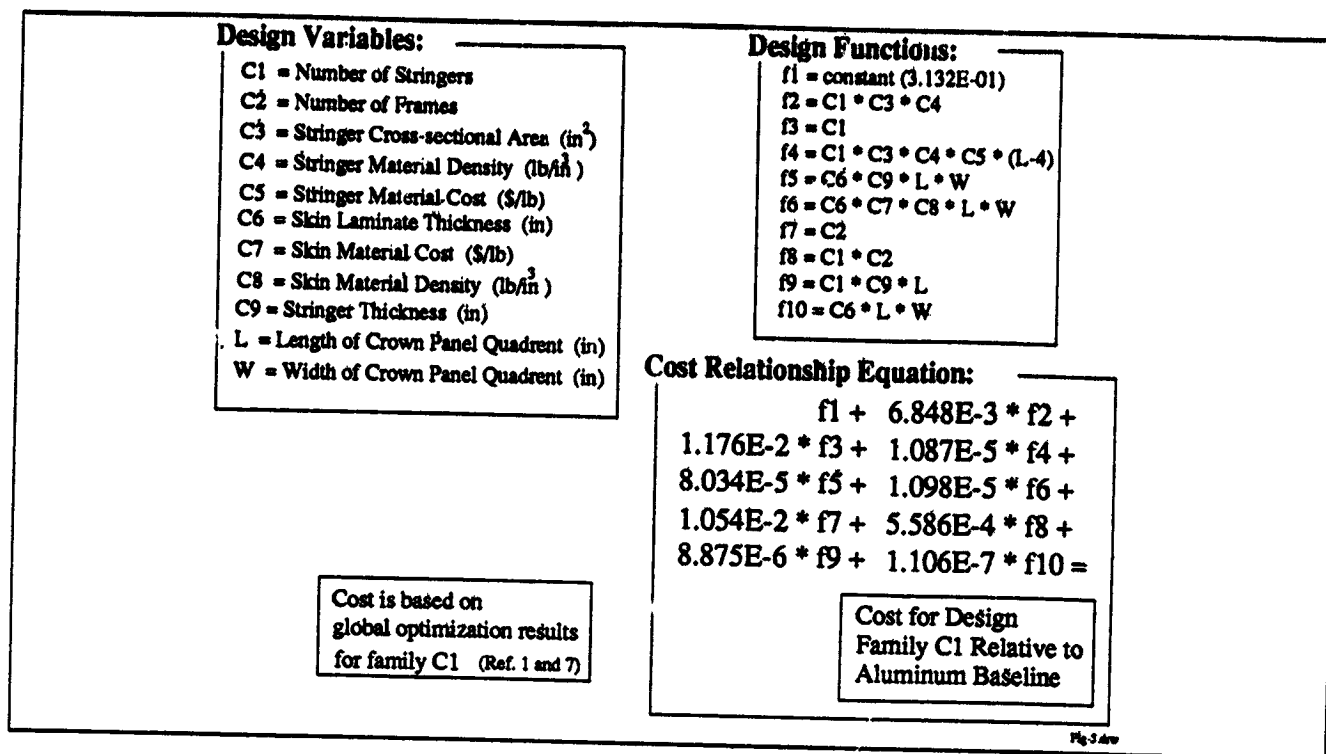 Design Variables:
C1 = Number of Stringers
C2 = Number of Frames
C3 = Stringer Cross-sectional Area (in²)
C4 = Stringer Material Density (lb/in³)
C5 = Stringer Material Cost ($/lb)
C6 = Skin Laminate Thickness (in)
C7 = Skin Material Cost ($/lb)
C8 = Skin Material Density (lb/in³)
C9 = Stringer Thickness (in)
L = Length of Crown Panel Quadrent (in)
W = Width of Crown Panel Quadrent (in)
Design Functions:
f1 = constant (3.132E-01)
f2 = C1 * C3 * C4
f3 = C1
f4 = C1 * C3 * C4 * C5 * (L-4)
f5 = C6 * C9 * L * W
f6 = C6 * C7 * C8 * L * W
f7 = C2
f8 = C1 * C2
f9 = C1 * C9 * L
f10 = C6 * L * W
Cost Relationship Equation:
f1 + 6.848E-3 * f2 +
1.176E-2 * f3 + 1.087E-5 * f4 +
8.034E-5 * f5 + 1.098E-5 * f6 +
1.054E-2 * f7 + 5.586E-4 * f8 +
8.875E-6 * f9 + 1.106E-7 * f10 =
Cost for Design
Family C1 Relative to
Aluminum Baseline
Cost is based on
global optimization results
for family C1 (Ref. 1 and 7)
Fig-3.drw